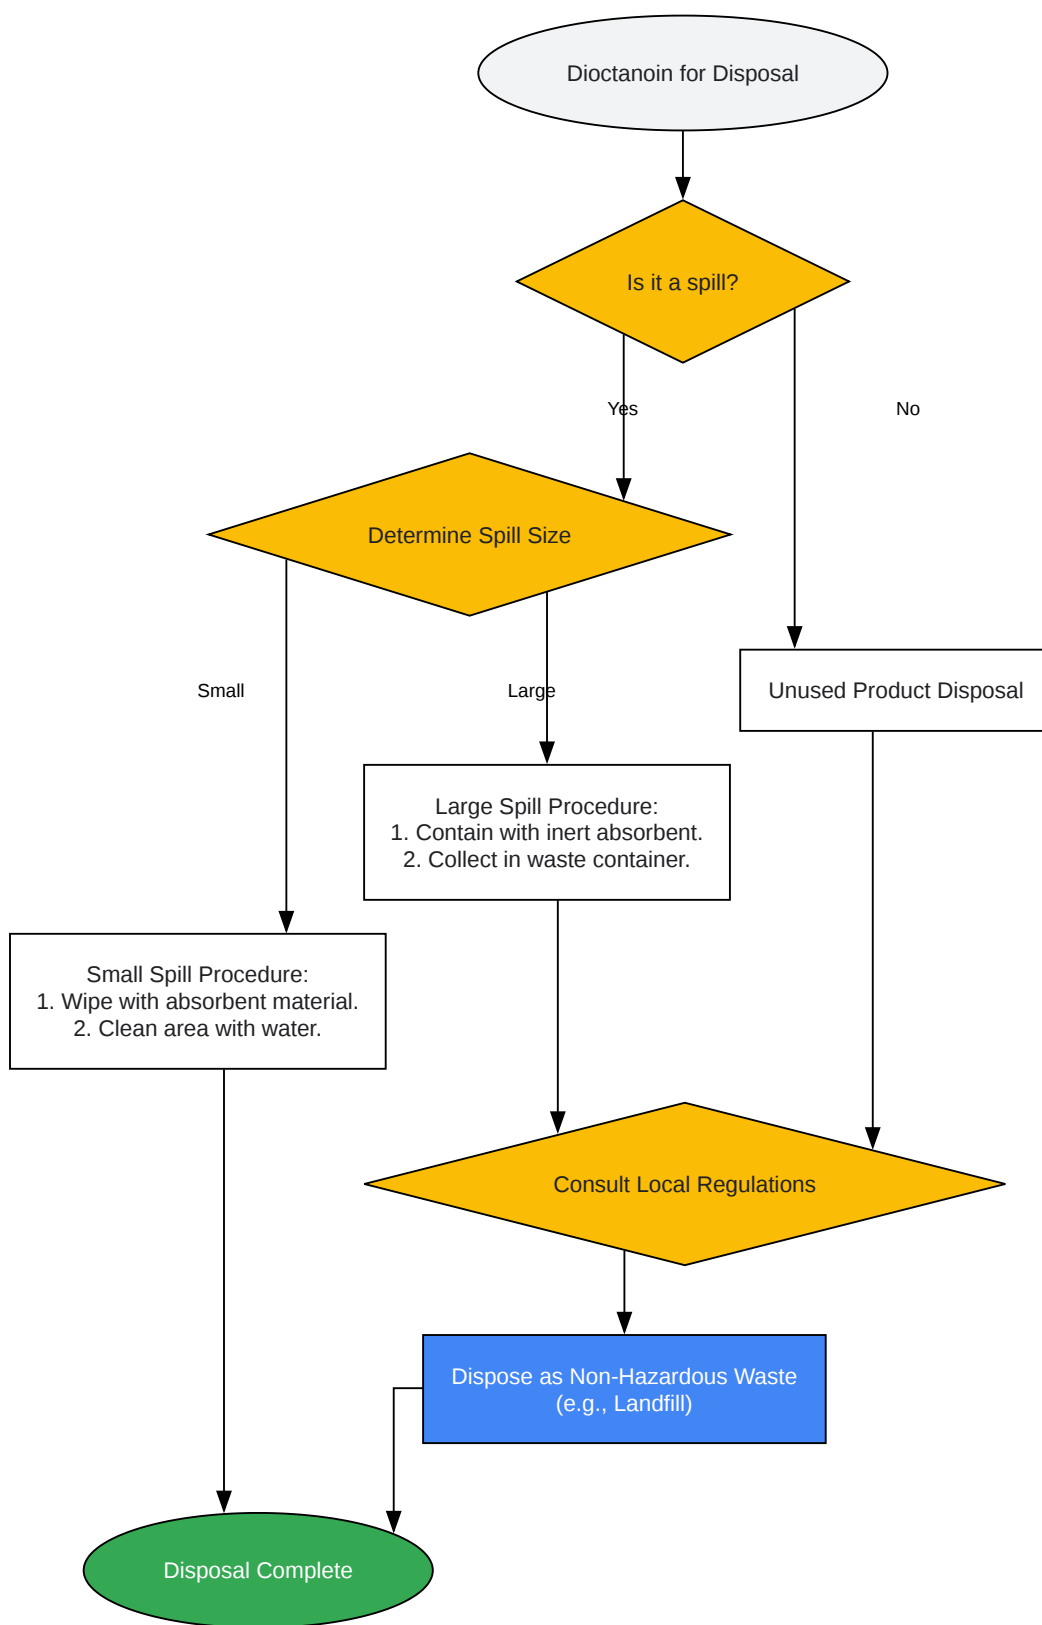 Dioctanoin for Disposal
Is it a spill?
Yes
No
Determine Spill Size
Small
Large
Unused Product Disposal
Large Spill Procedure:
1. Contain with inert absorbent.
2. Collect in waste container.
Small Spill Procedure:
1. Wipe with absorbent material.
2. Clean area with water.
Consult Local Regulations
Dispose as Non-Hazardous Waste
(e.g., Landfill)
Disposal Complete